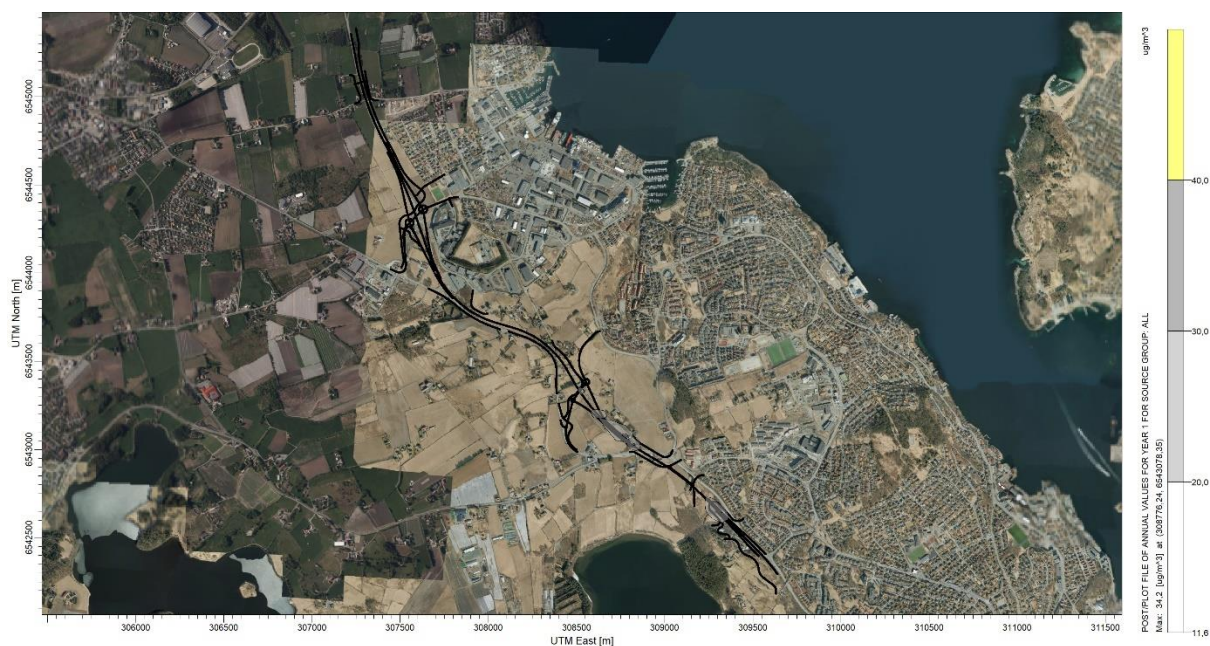 6545000
6544500
6544000
6543500
6543000
6542500
UTM North [m]
306000 306500 307000 307500 308000 308500 309000 309500 310000 310500 311000 311500
UTM East [m]
POST/PLOT FILE OF ANNUAL VALUES FOR YEAR 1 FOR SOURCE GROUP: ALL
Max: 34,2 [ug/m^3] at (308776,24, 6543078,35)
ug/m^3
40,0
30,0
20,0
11,6